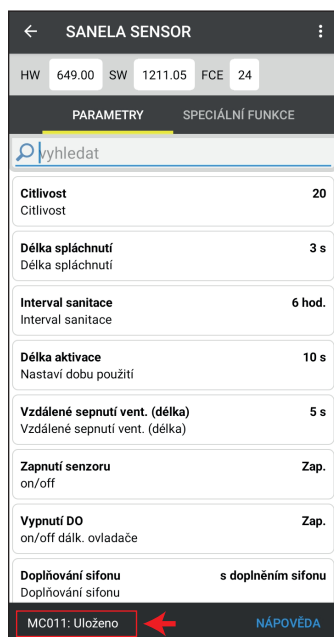 SANELA SENSOR
HW 649.00 SW 1211.05 FCE 24
PARAMETRY SPECIÁLNÍ FUNKCE
vyhledat
Citlivost 20
Citlivost
Délka spláchnutí 3 s
Délka spláchnutí
Interval sanitace 6 hod.
Interval sanitace
Délka aktivace 10 s
Nastaví dobu použití
Vzdálené sepnutí vent. (délka) 5 s
Vzdálené sepnutí vent. (délka)
Zapnutí senzoru Zap.
on/off
Vypnutí DO Zap.
on/off dálk. ovladače
Doplňování sifonu s doplněním sifonu
Doplňování sifonu
MC011: Uloženo NÁPOVĚDA